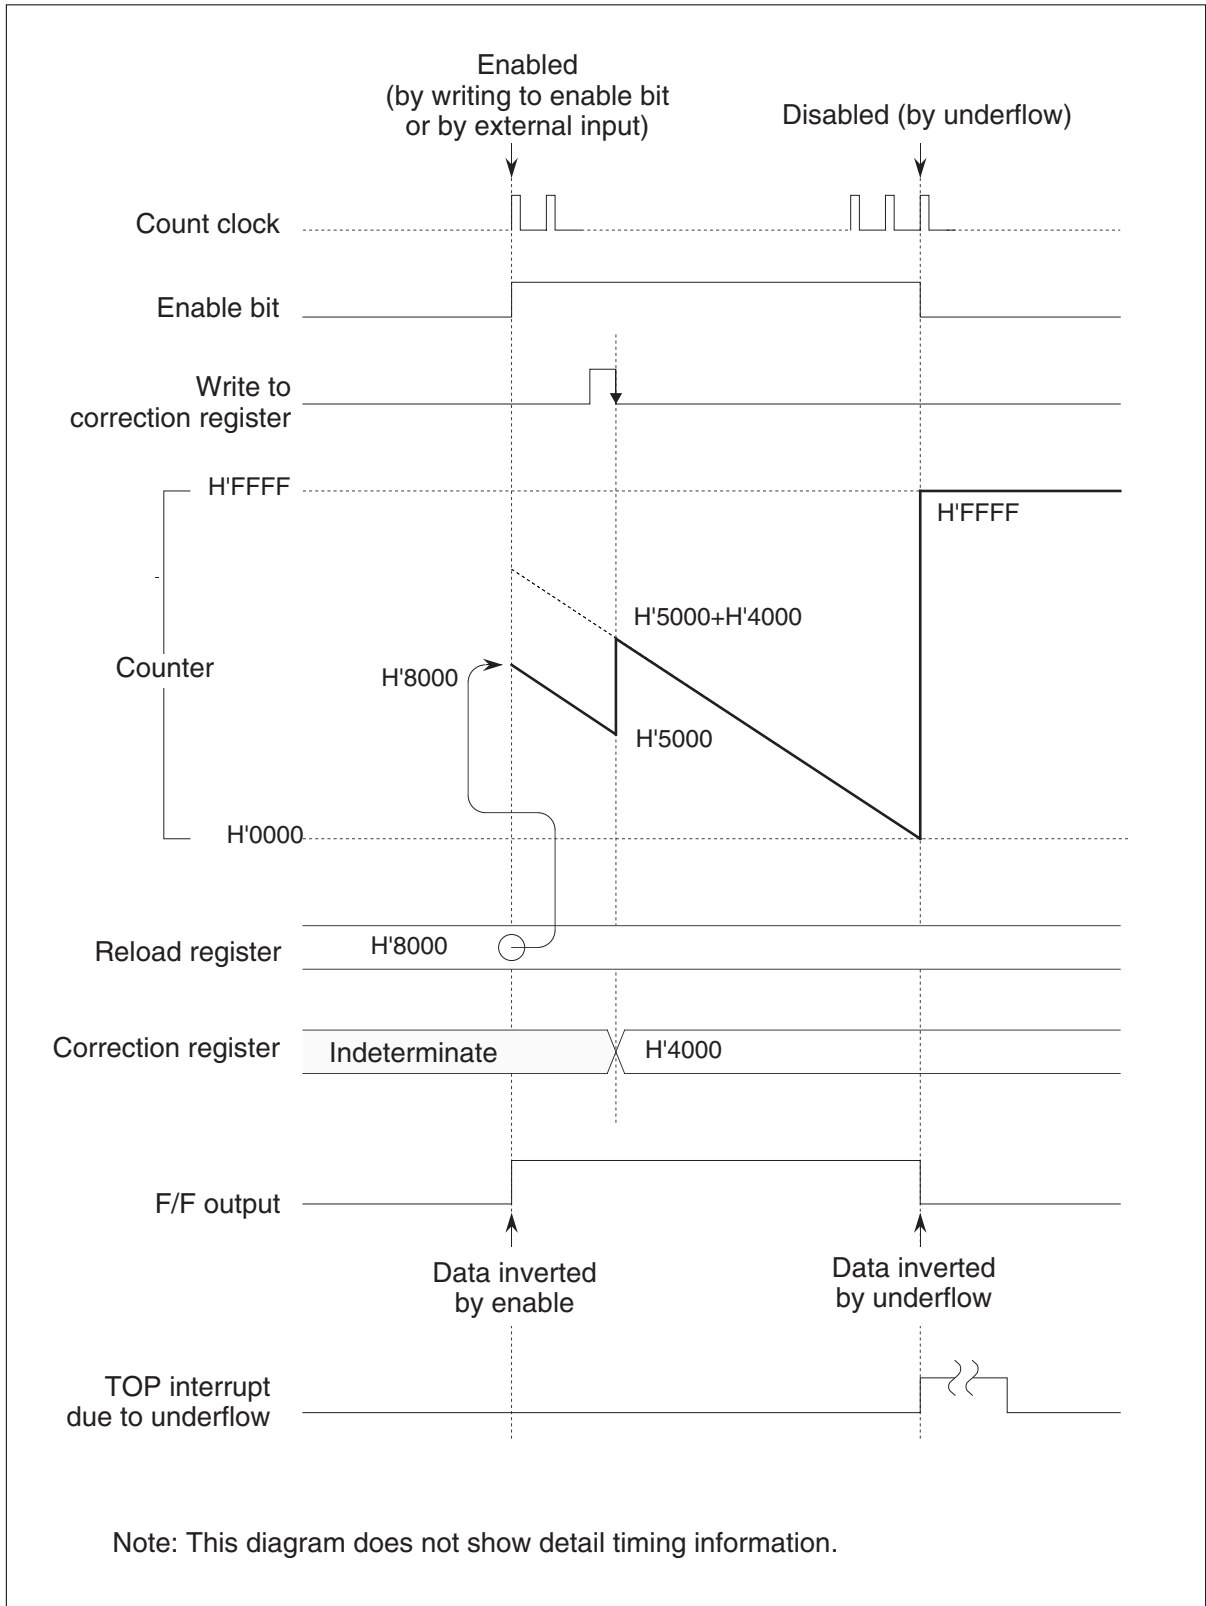 Enabled
(by writing to enable bit
or by external input)
Disabled (by underflow)
Count clock
Enable bit
Write to
correction register
H'FFFF
H'FFFF
H'5000+H'4000
Counter
H'8000
H'5000
H'0000
Reload register
H'8000
Correction register
Indeterminate
H'4000
F/F output
Data inverted
by enable
Data inverted
by underflow
TOP interrupt
due to underflow
Note: This diagram does not show detail timing information.